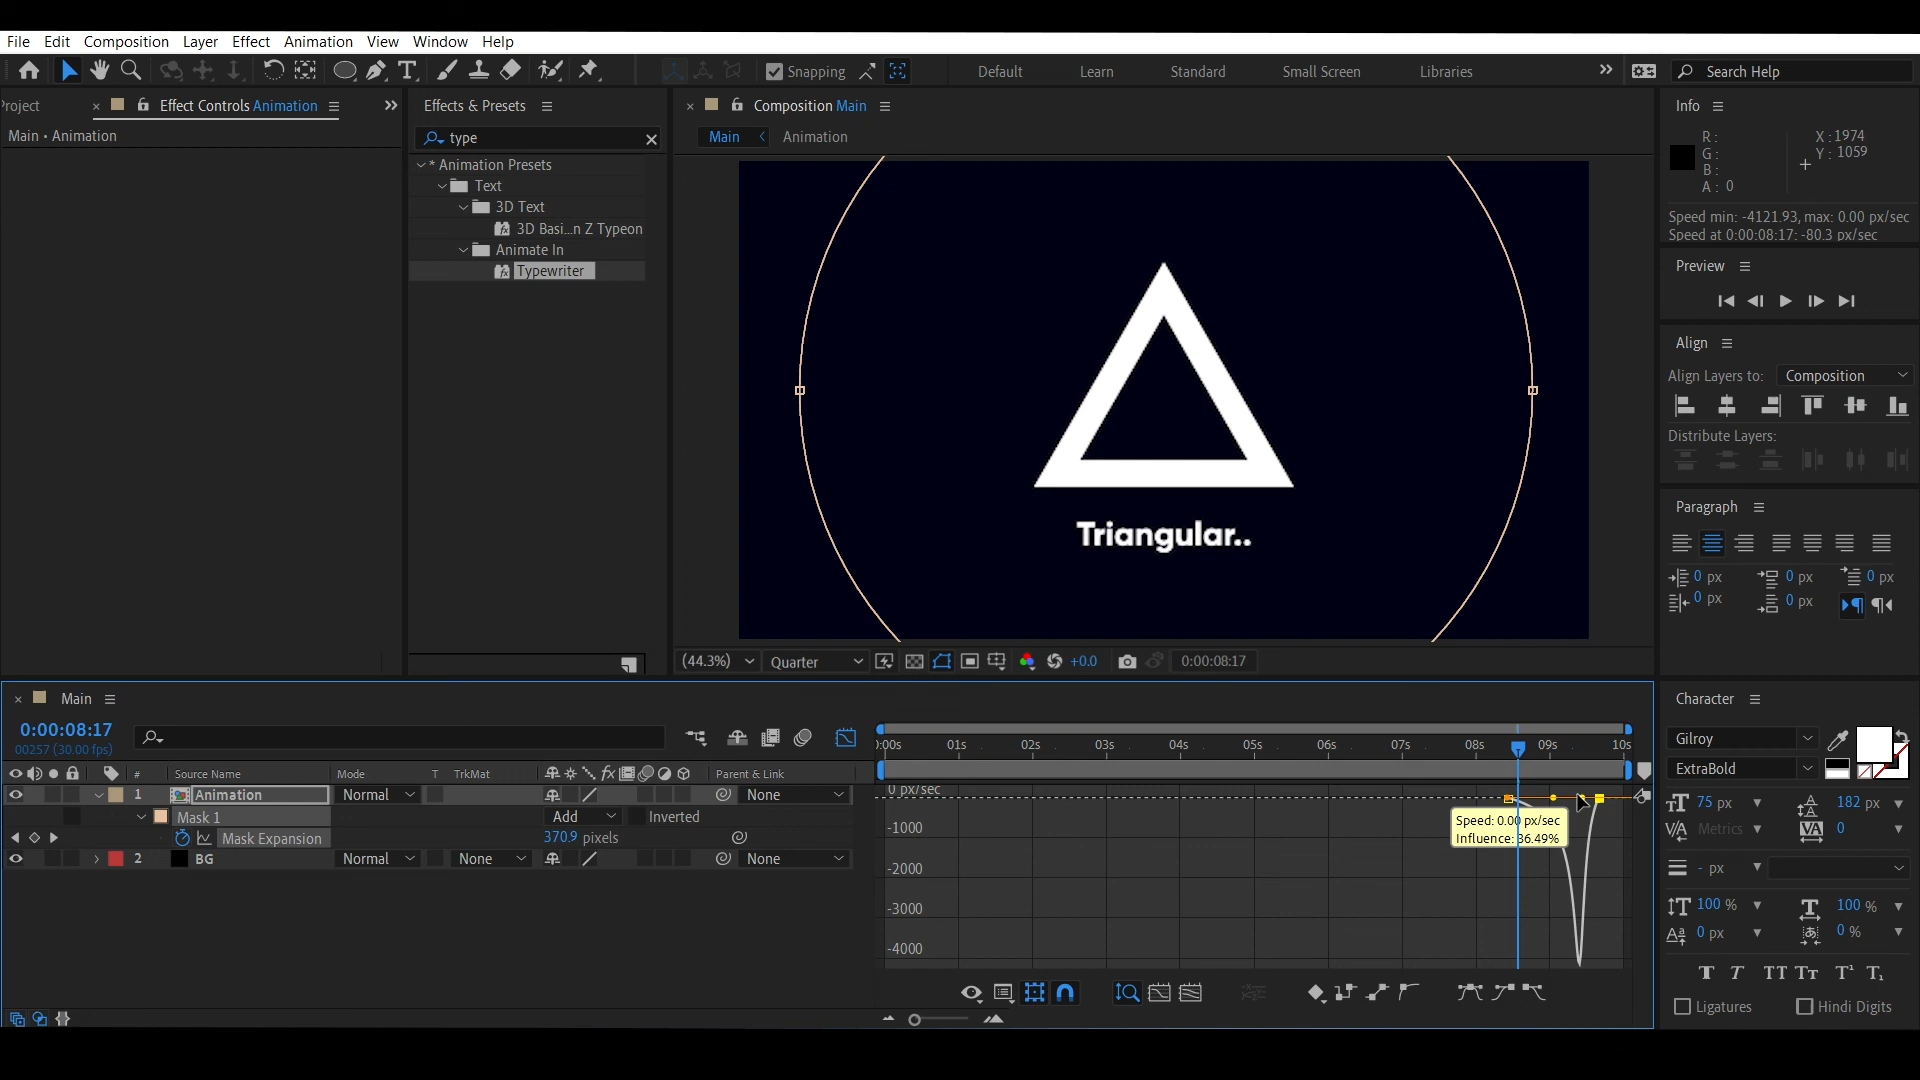 File Edit Composition Layer Effect Animation View Window Help
Snapping Default Learn Standard Small Screen Libraries Search Help
roject Effect Controls Animation
Main • Animation
Effects & Presets
type
* Animation Presets
Text
3D Text
3D Basi...n Z Typeon
Animate In
Typewriter
Composition Main
Main Animation
Triangular..
(44.3%) Quarter +0.0 0:00:08:17
Info
R :
G :
B :
A : 0
X : 1974
Y : 1059
Speed min: -4121.93, max: 0.00 px/sec
Speed at 0:00:08:17: -80.3 px/sec
Preview
Align
Align Layers to: Composition
Distribute Layers:
Paragraph
0 px 0 px 0 px
0 px 0 px
Character
Gilroy
ExtraBold
75 px 182 px
Metrics 0
- px
100 % 100 %
0 px 0 %
T T TT Tt T¹ T₁
Ligatures Hindi Digits
Main
0:00:08:17
00257 (30.00 fps)
# Source Name Mode T TrkMat Parent & Link
1 Animation Normal None
Mask 1 Add Inverted
Mask Expansion 370.9 pixels
2 BG Normal None None
):00s 01s 02s 03s 04s 05s 06s 07s 08s 09s 10s
0 px/sec
-1000
-2000
-3000
-4000
Speed: 0.00 px/sec
Influence: 36.49%